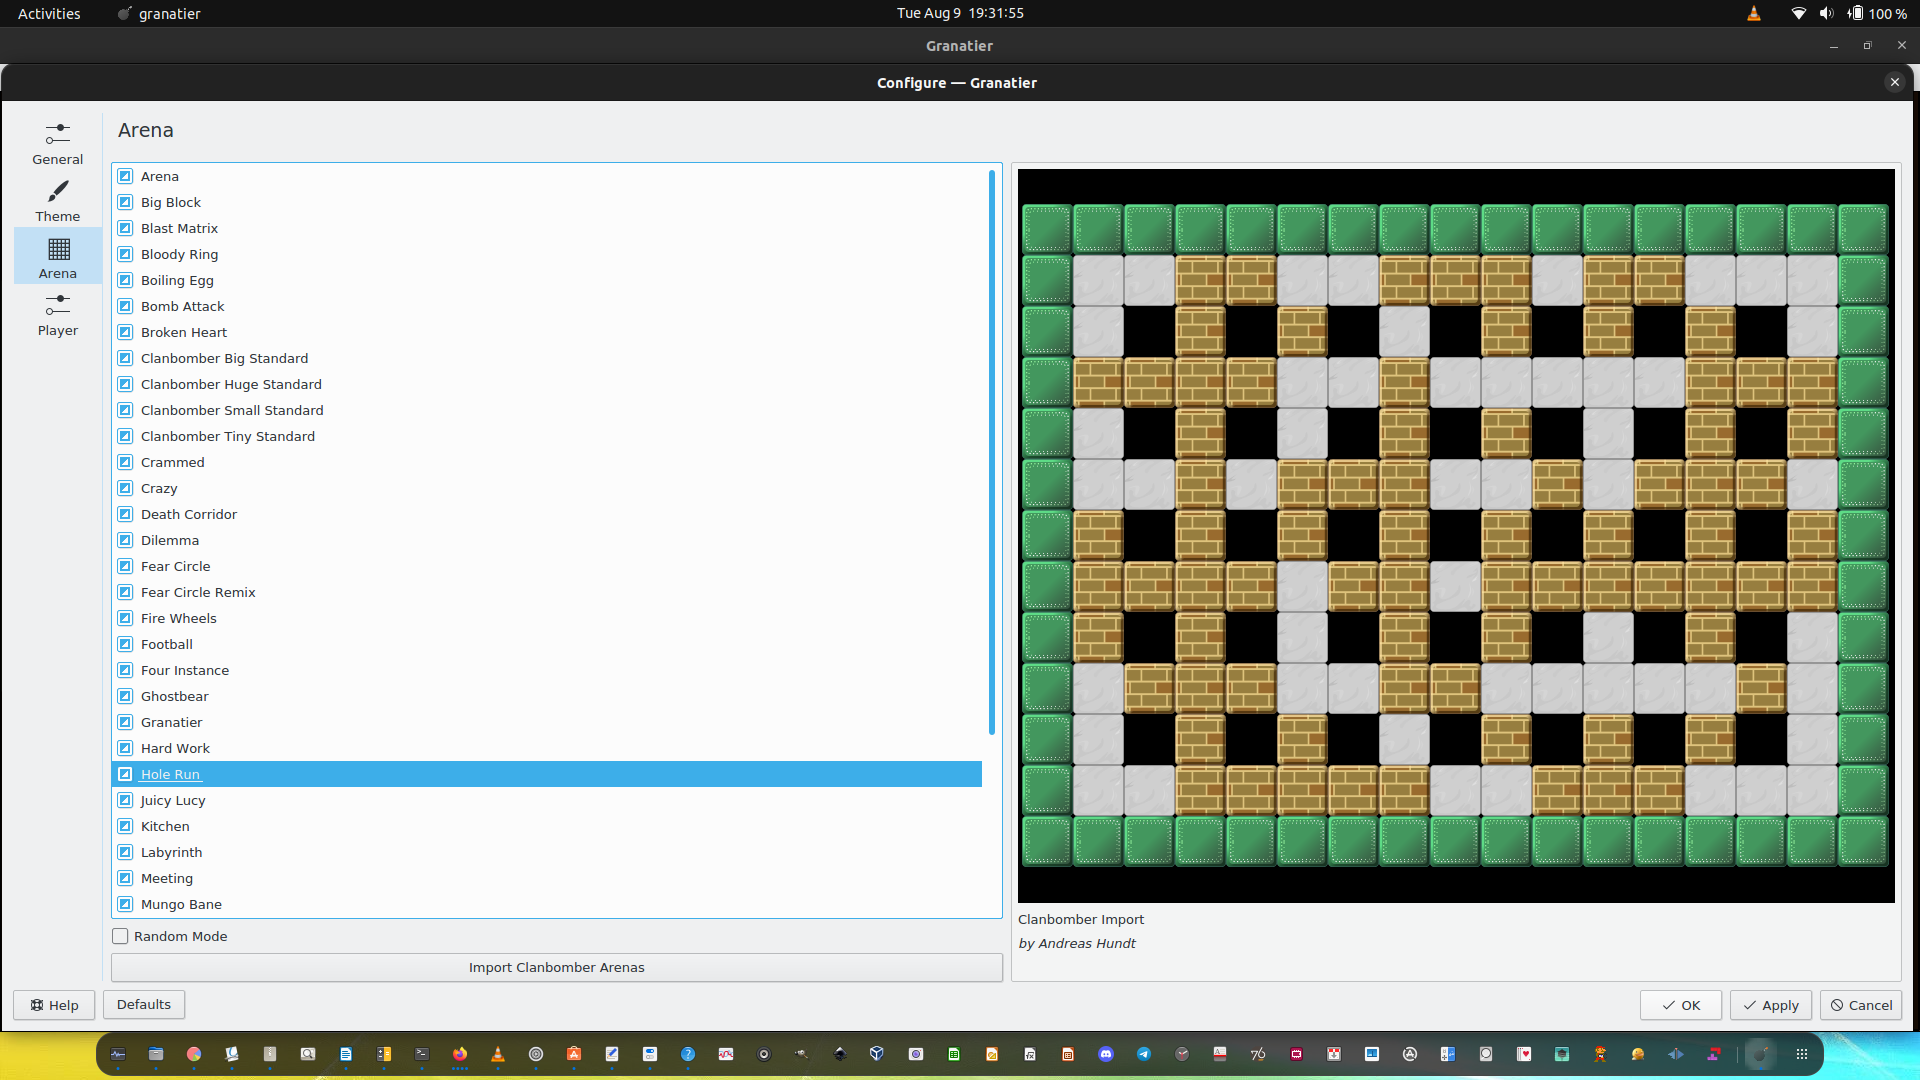 Activities
granatier
Tue Aug 9 19:31:55
100 %
Granatier
Configure — Granatier
General
Theme
Arena
Player
Arena
Arena
Big Block
Blast Matrix
Bloody Ring
Boiling Egg
Bomb Attack
Broken Heart
Clanbomber Big Standard
Clanbomber Huge Standard
Clanbomber Small Standard
Clanbomber Tiny Standard
Crammed
Crazy
Death Corridor
Dilemma
Fear Circle
Fear Circle Remix
Fire Wheels
Football
Four Instance
Ghostbear
Granatier
Hard Work
Hole Run
Juicy Lucy
Kitchen
Labyrinth
Meeting
Mungo Bane
Random Mode
Import Clanbomber Arenas
Clanbomber Import
by Andreas Hundt
Help
Defaults
OK
Apply
Cancel